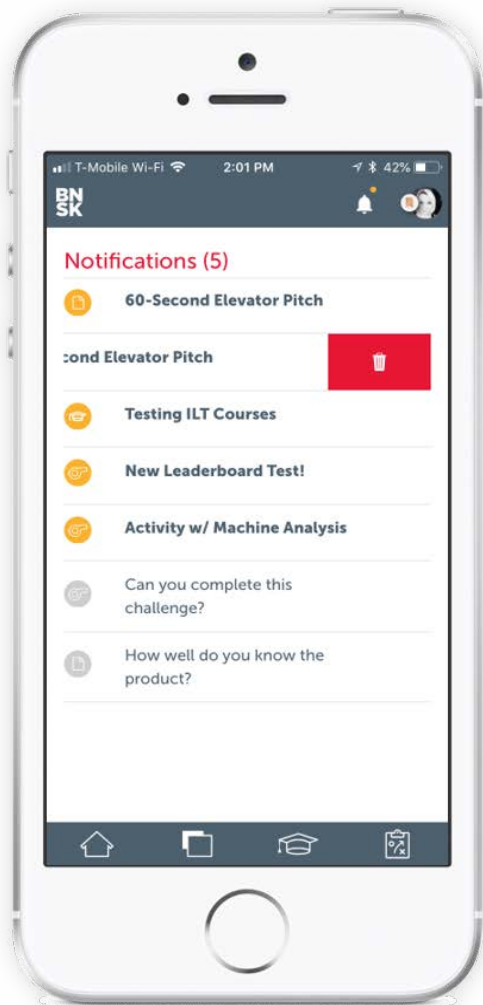 T-Mobile Wi-Fi 2:01 PM 42%
BN
SK
Notifications (5)
60-Second Elevator Pitch
cond Elevator Pitch
Testing ILT Courses
New Leaderboard Test!
Activity w/ Machine Analysis
Can you complete this
challenge?
How well do you know the
product?